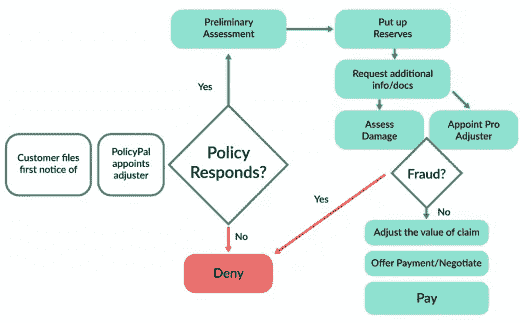 Preliminary
Assessment
Put up
Reserves
Request additional
info/docs
Yes
Assess
Damage
Appoint Pro
Adjuster
Customer files
first notice of
PolicyPal
appoints
adjuster
Policy
Responds?
Fraud?
Yes
No
No
Deny
Adjust the value of claim
Offer Payment/Negotiate
Pay